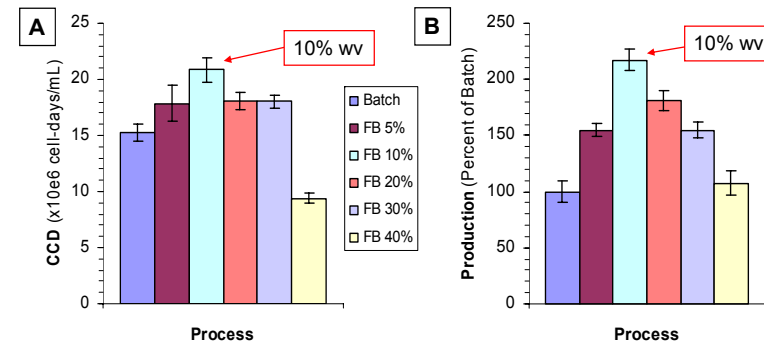 A
10% wv
CCD (x10e6 cell-days/mL)
25
20
15
10
5
0
Process
Batch
FB 5%
FB 10%
FB 20%
FB 30%
FB 40%
B
10% wv
Production (Percent of Batch)
250
200
150
100
50
0
Process